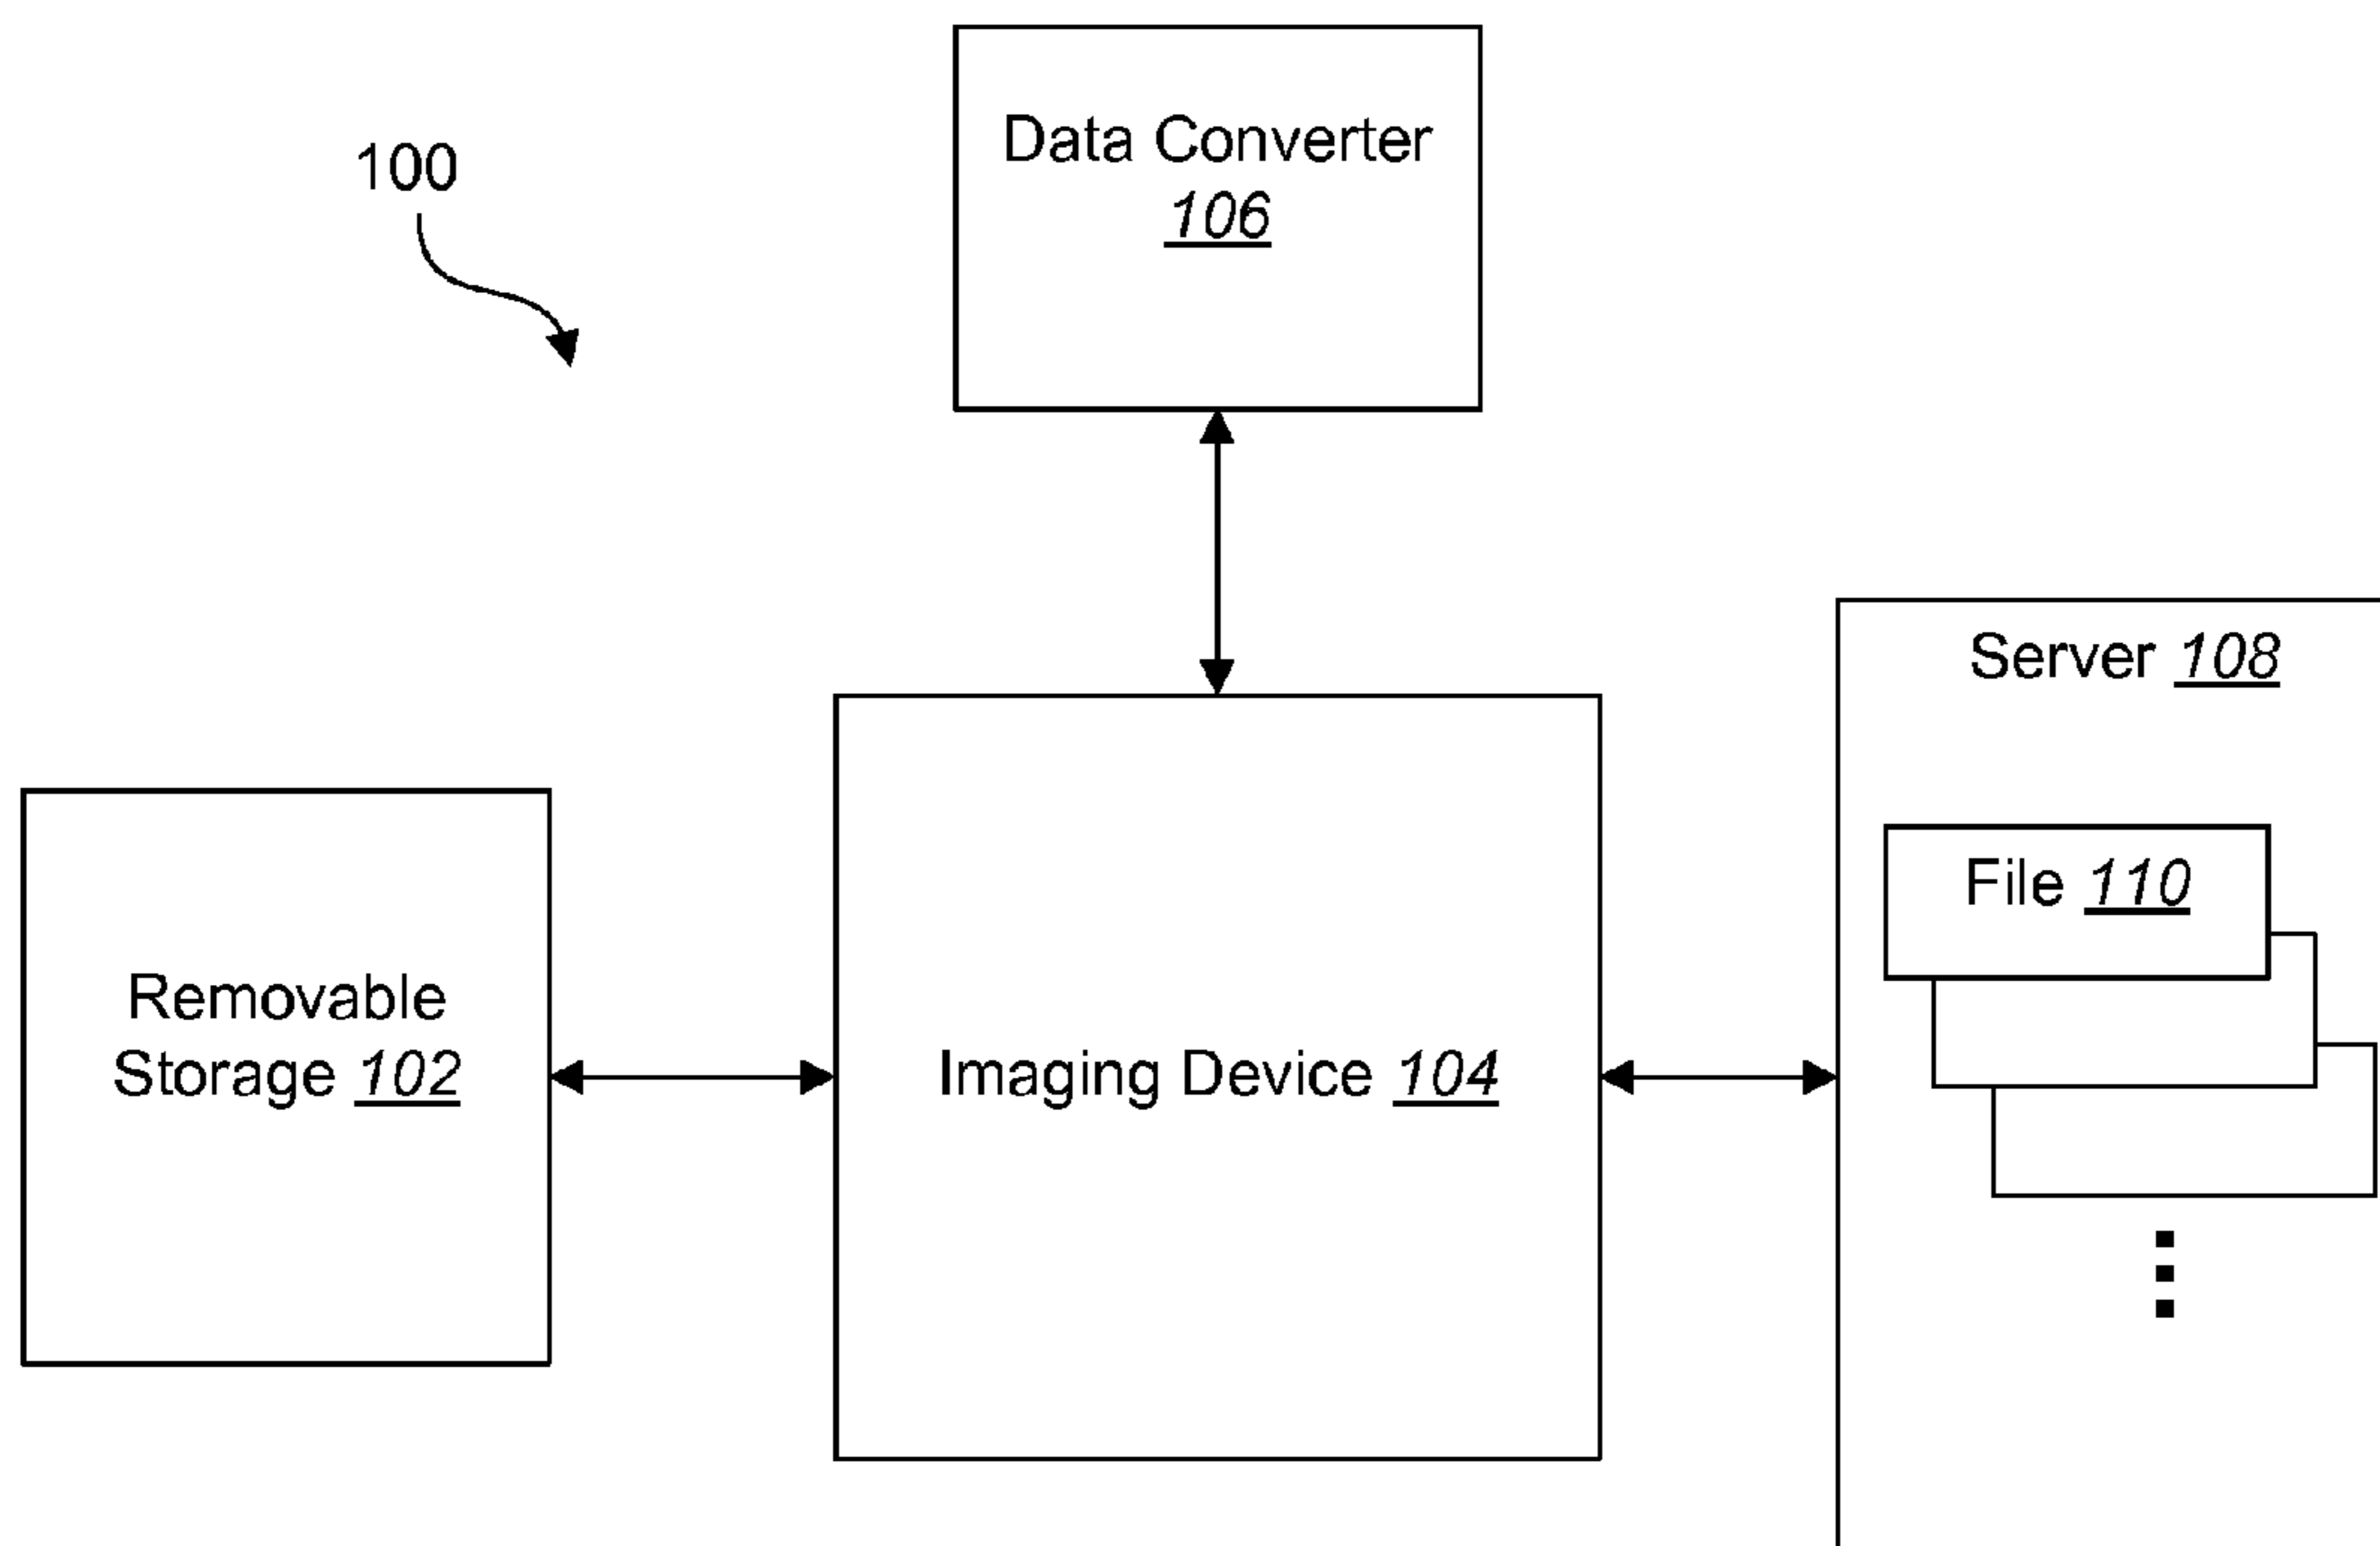 Data Converter
106
100
Server 108
File 110
Removable
Storage 102
Imaging Device 104